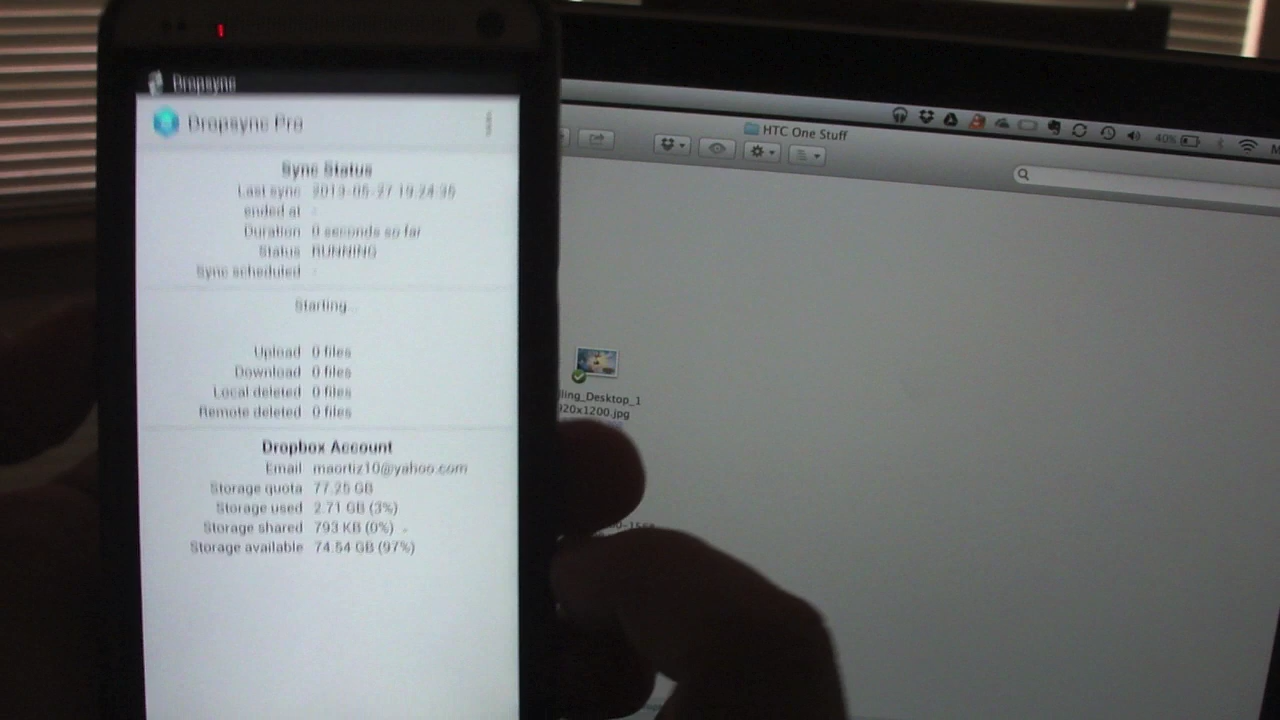 Dropsync
Dropsync Pro
Sync Status
Last sync 2013-05-27 19:24:35
ended at -
Duration 0 seconds so far
Status RUNNING
Sync scheduled -
Starting...
Upload 0 files
Download 0 files
Local deleted 0 files
Remote deleted 0 files
Dropbox Account
Email maortiz10@yahoo.com
Storage quota 77.25 GB
Storage used 2.71 GB (3%)
Storage shared 793 KB (0%) -
Storage available 74.54 GB (97%)
40%
HTC One Stuff
lling_Desktop_1
920x1200.jpg